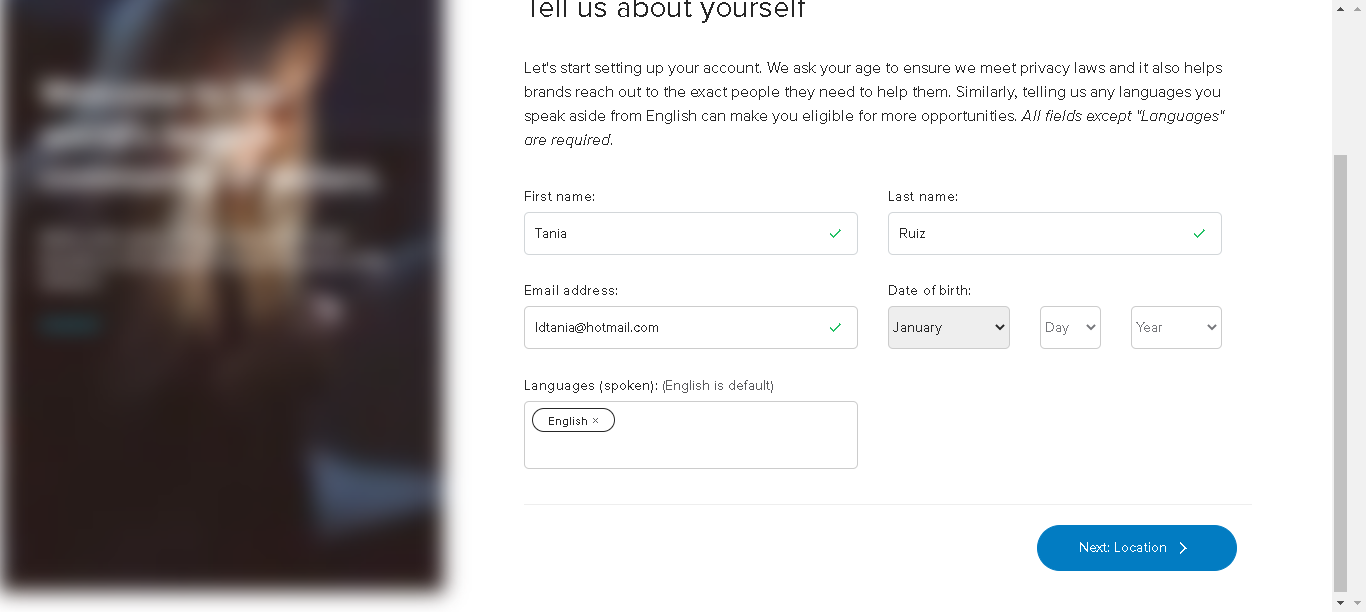 Tell us about yourself
Let's start setting up your account. We ask your age to ensure we meet privacy laws and it also helps
brands reach out to the exact people they need to help them. Similarly, telling us any languages you
speak aside from English can make you eligible for more opportunities. All fields except "Languages"
are required.
First name:
Last name:
Tania
Ruiz
Email address:
Date of birth:
ldtania@hotmail.com
January
Day
Year
Languages (spoken): (English is default)
English ×
Next: Location